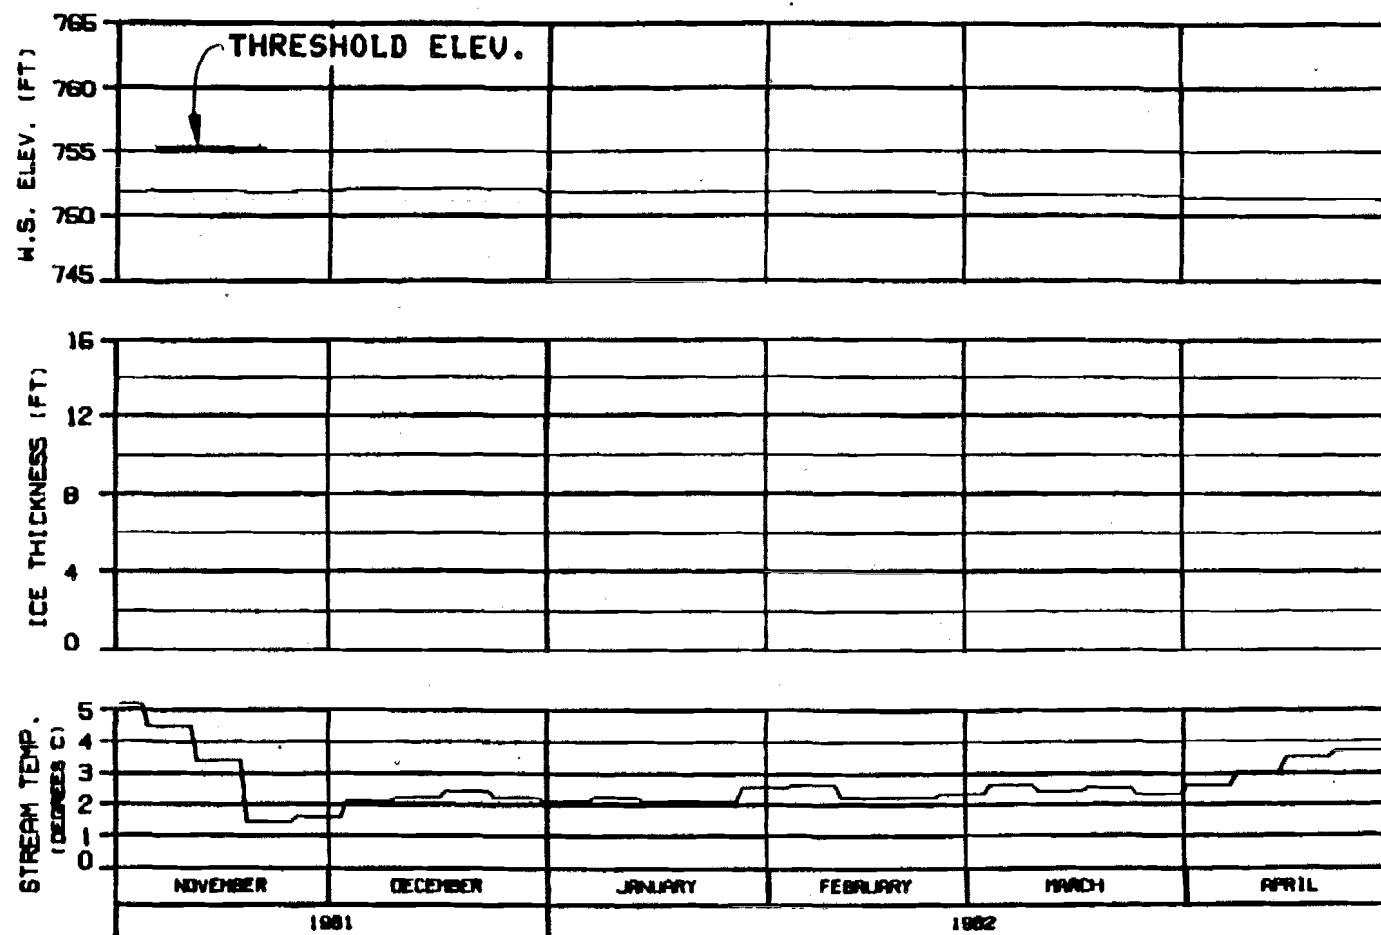 765
THRESHOLD ELEV.
760
755
750
745
W.S. ELEV. (FT)
16
12
8
4
0
ICE THICKNESS (FT)
5
4
3
2
1
0
STREAM TEMP.
(DEGREES C)
NOVEMBER DECEMBER JANUARY FEBRUARY MARCH APRIL
1981 1982